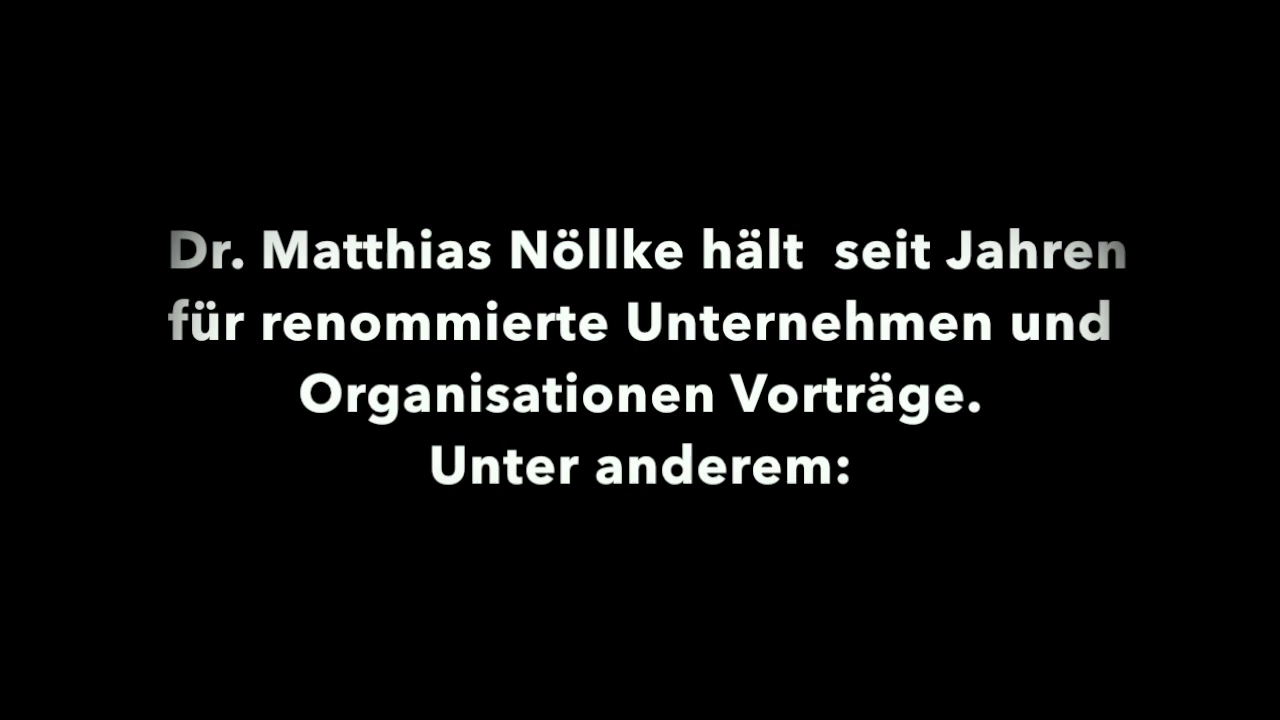 Dr. Matthias Nöllke hält  seit Jahren
für renommierte Unternehmen und
Organisationen Vorträge.
Unter anderem: